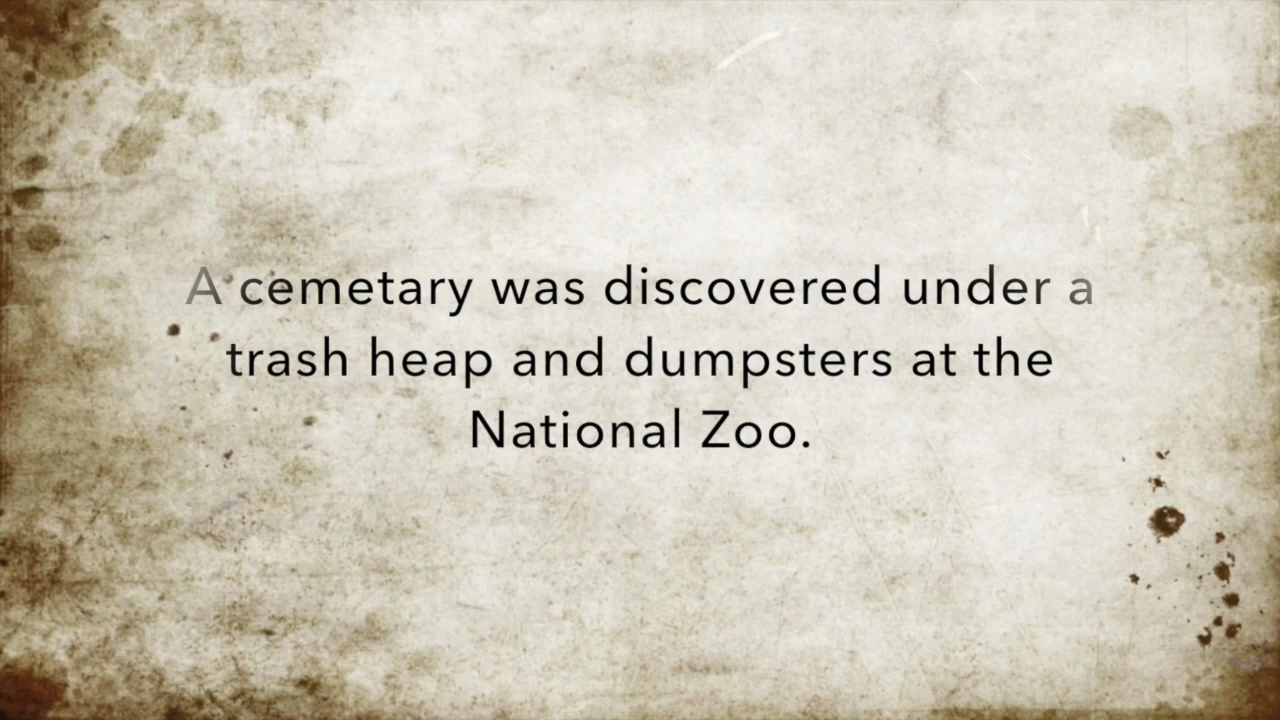 A cemetary was discovered under a
trash heap and dumpsters at the
National Zoo.